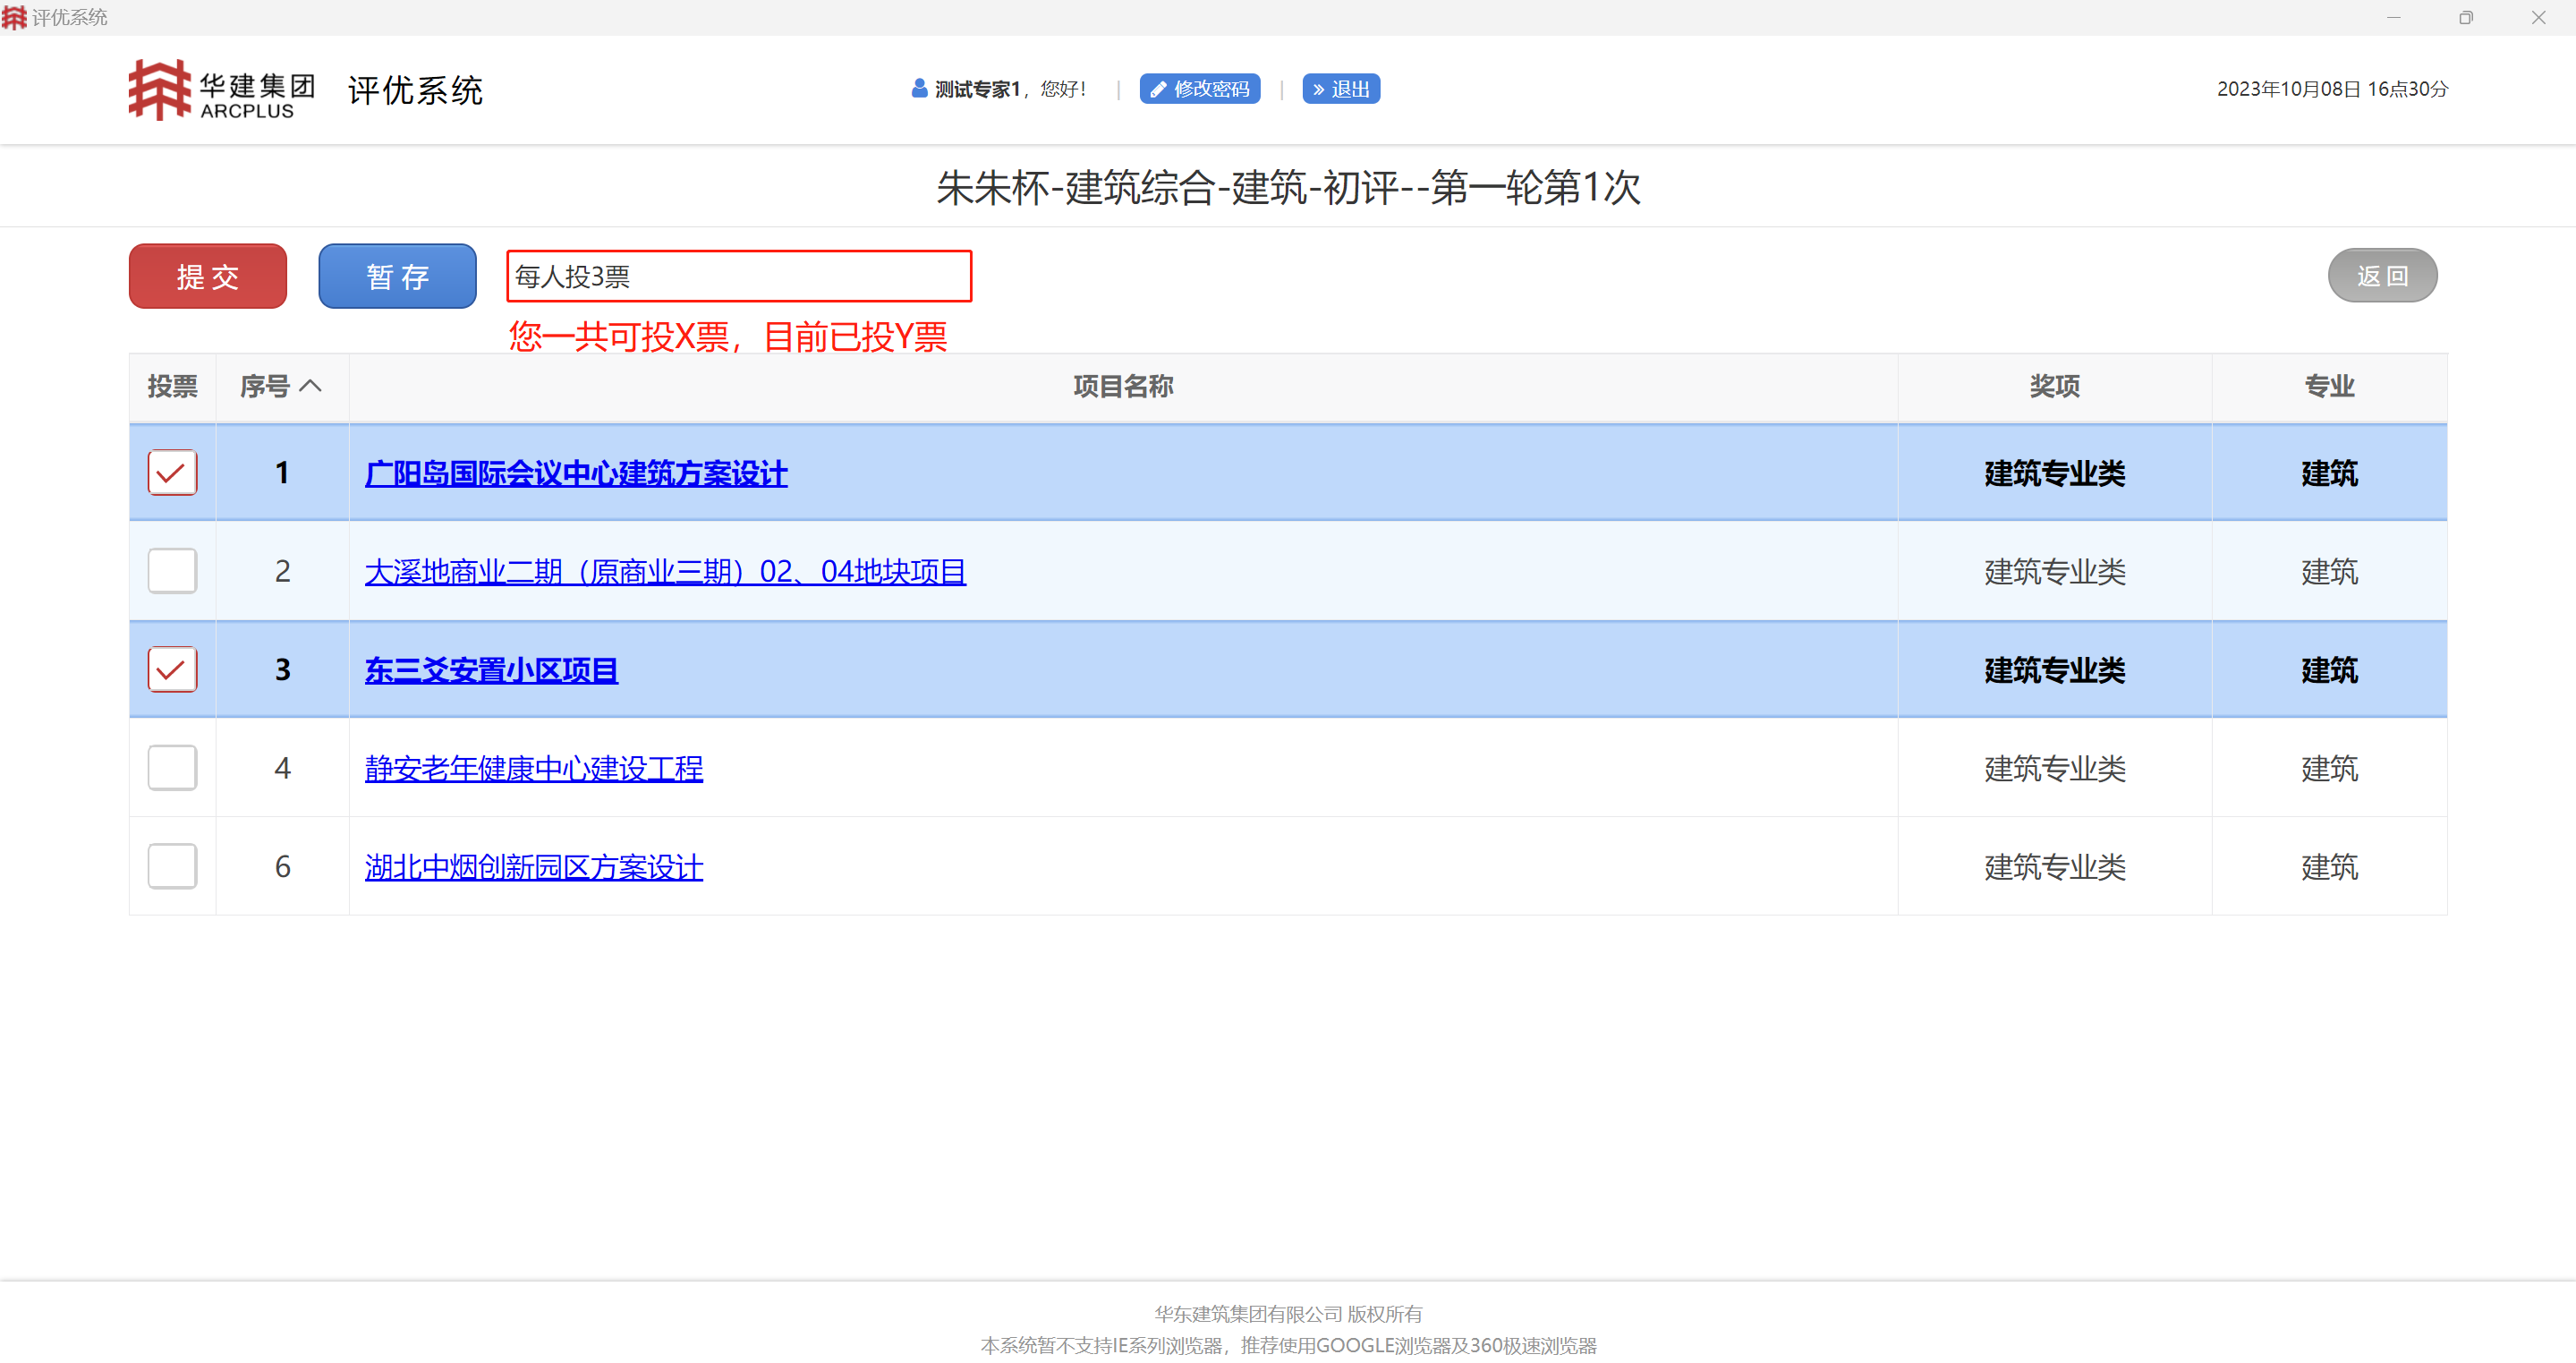 评优系统
华建集团
ARCPLUS
评优系统
测试专家1，您好！ | 修改密码 | 退出
2023年10月08日 16点30分
朱朱杯-建筑综合-建筑-初评--第一轮第1次
提 交
暂 存
每人投3票
返 回
您一共可投X票，目前已投Y票
投票 序号 项目名称 奖项 专业
1 广阳岛国际会议中心建筑方案设计 建筑专业类 建筑
2 大溪地商业二期（原商业三期）02、04地块项目 建筑专业类 建筑
3 东三爻安置小区项目 建筑专业类 建筑
4 静安老年健康中心建设工程 建筑专业类 建筑
6 湖北中烟创新园区方案设计 建筑专业类 建筑
华东建筑集团有限公司 版权所有
本系统暂不支持IE系列浏览器，推荐使用GOOGLE浏览器及360极速浏览器